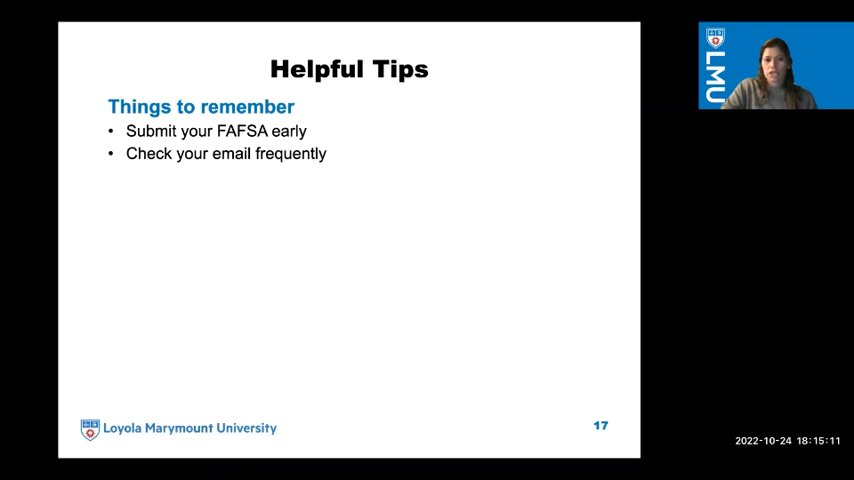 Helpful Tips
Things to remember
• Submit your FAFSA early
• Check your email frequently
Loyola Marymount University
17
LMU
2022-10-24 18:15:11